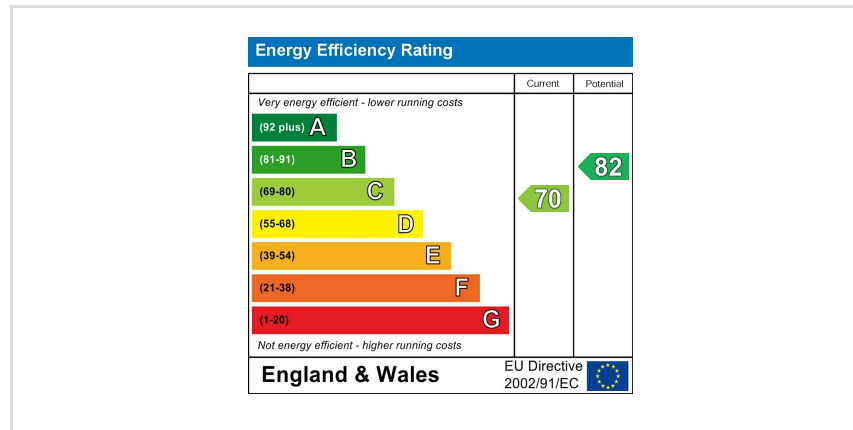 Energy Efficiency Rating
Current Potential
Very energy efficient - lower running costs
(92 plus) A
(81-91) B
82
(69-80) C
70
(55-68) D
(39-54) E
(21-38) F
(1-20) G
Not energy efficient - higher running costs
England & Wales
EU Directive
2002/91/EC